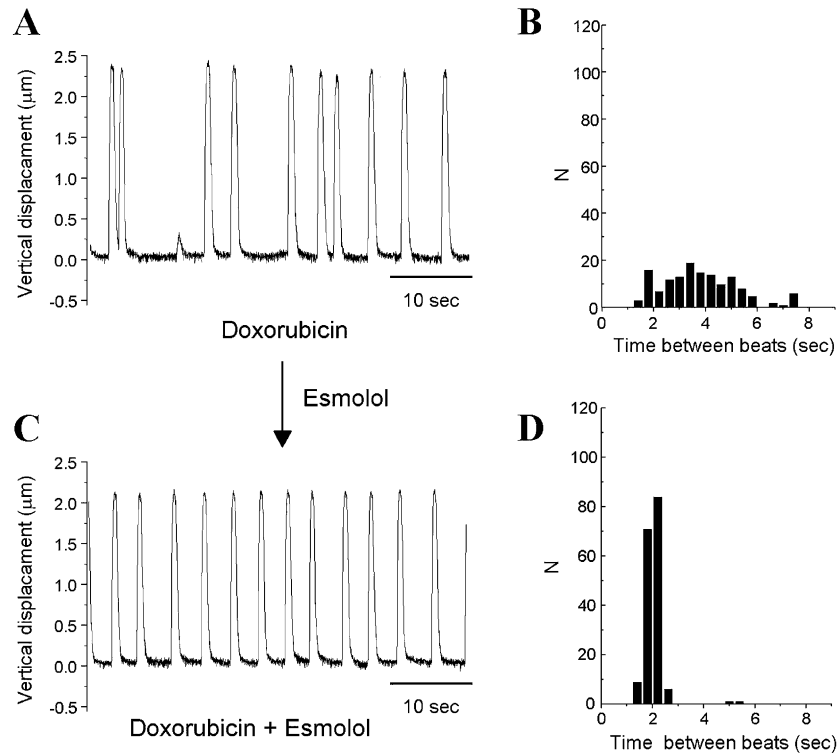 A
2.5
2.0
1.5
1.0
0.5
0.0
-0.5
Vertical displacament (μm)
10 sec
Doxorubicin
B
120
100
80
60
40
20
0
N
0 2 4 6 8
Time between beats (sec)
Esmolol
C
2.5
2.0
1.5
1.0
0.5
0.0
-0.5
Vertical displacament (μm)
10 sec
Doxorubicin + Esmolol
D
120
100
80
60
40
20
0
N
0 2 4 6 8
Time between beats (sec)